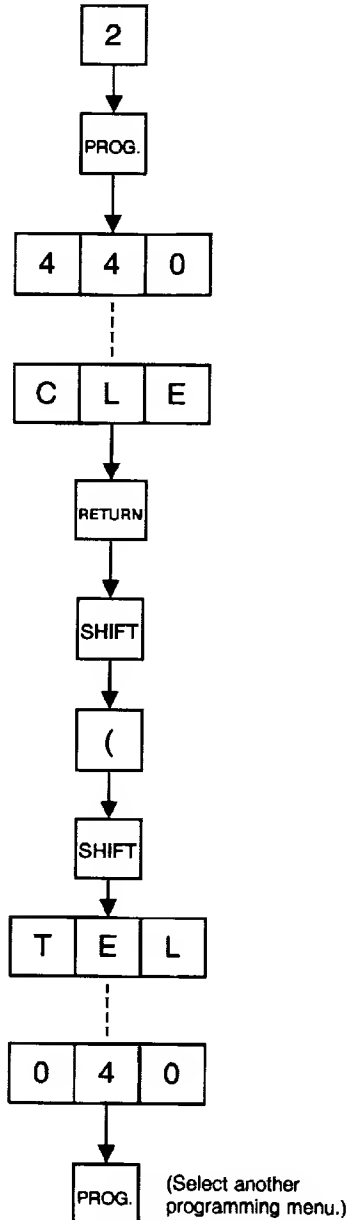 2
PROG.
4 4 0
C L E
RETURN
SHIFT
(
SHIFT
T E L
0 4 0
PROG. (Select another
programming menu.)